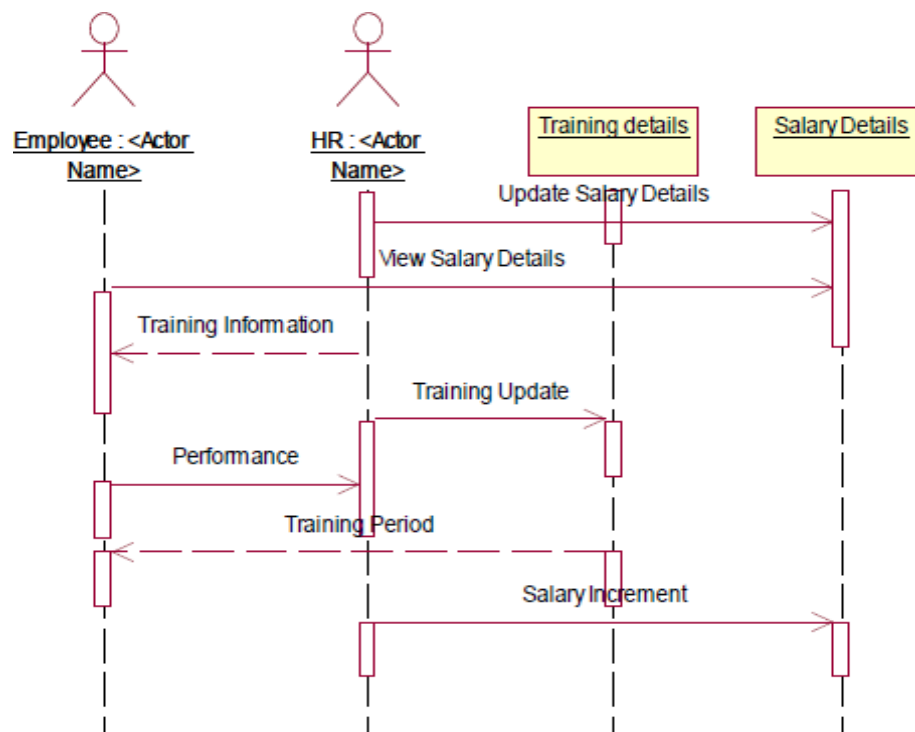 Employee : <Actor
Name>
HR : <Actor
Name>
Training details
Salary Details
Update Salary Details
View Salary Details
Training Information
Training Update
Performance
Training Period
Salary Increment